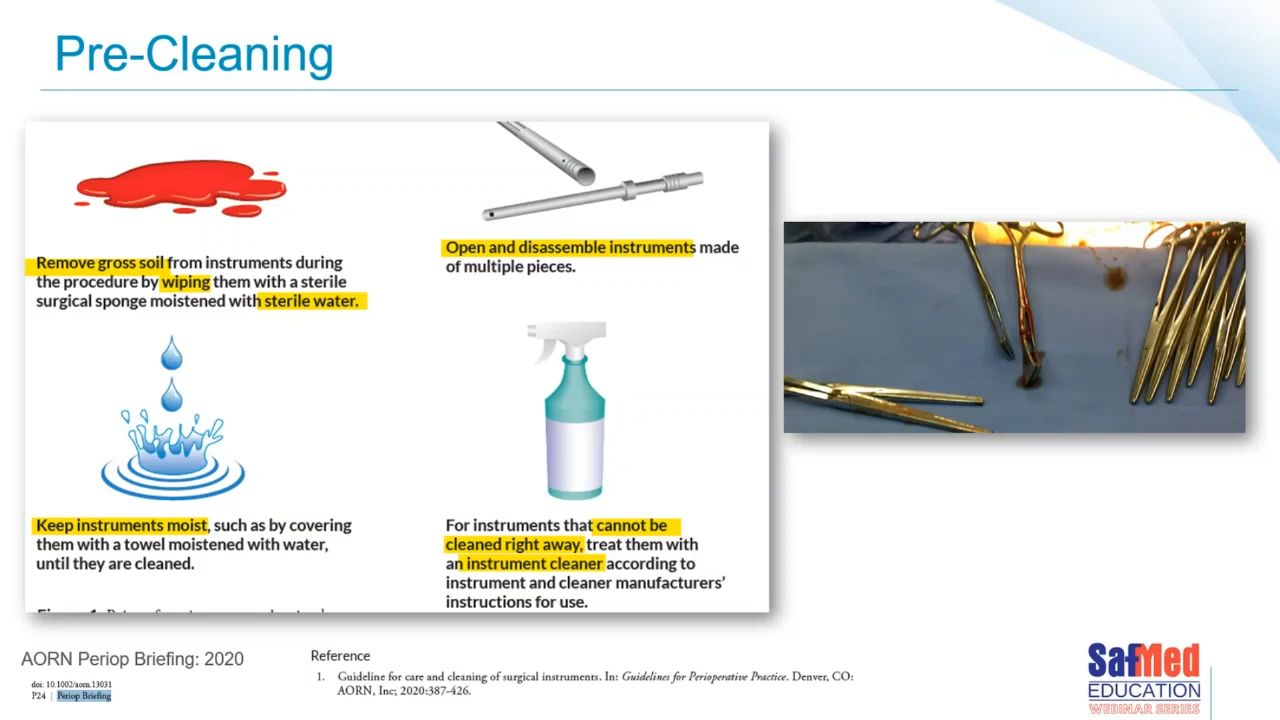 Pre-Cleaning
Remove gross soil from instruments during
the procedure by wiping them with a sterile
surgical sponge moistened with sterile water.
Open and disassemble instruments made
of multiple pieces.
Keep instruments moist, such as by covering
them with a towel moistened with water,
until they are cleaned.
For instruments that cannot be
cleaned right away, treat them with
an instrument cleaner according to
instrument and cleaner manufacturers'
instructions for use.
AORN Periop Briefing: 2020
doi: 10.1002/aorn.13031
P24 | Periop Briefing
Reference
1. Guideline for care and cleaning of surgical instruments. In: Guidelines for Perioperative Practice. Denver, CO:
AORN, Inc; 2020:387-426.
SafMed
EDUCATION
WEBINAR SERIES